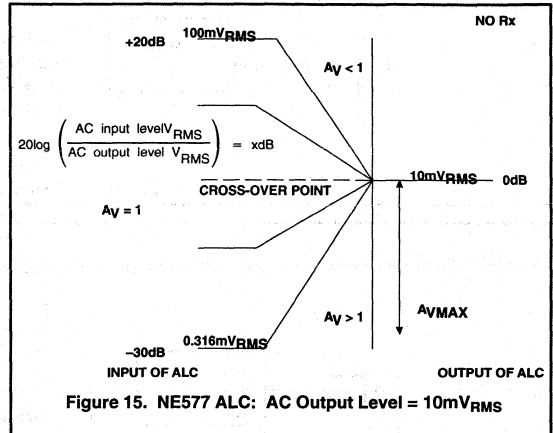 NO Rx
+20dB
100mVRMS
AV < 1
20log ( AC input levelVRMS / AC output level VRMS ) = xdB
10mVRMS
0dB
CROSS-OVER POINT
AV = 1
AV > 1
AVMAX
0.316mVRMS
–30dB
INPUT OF ALC
OUTPUT OF ALC
Figure 15. NE577 ALC: AC Output Level = 10mVRMS